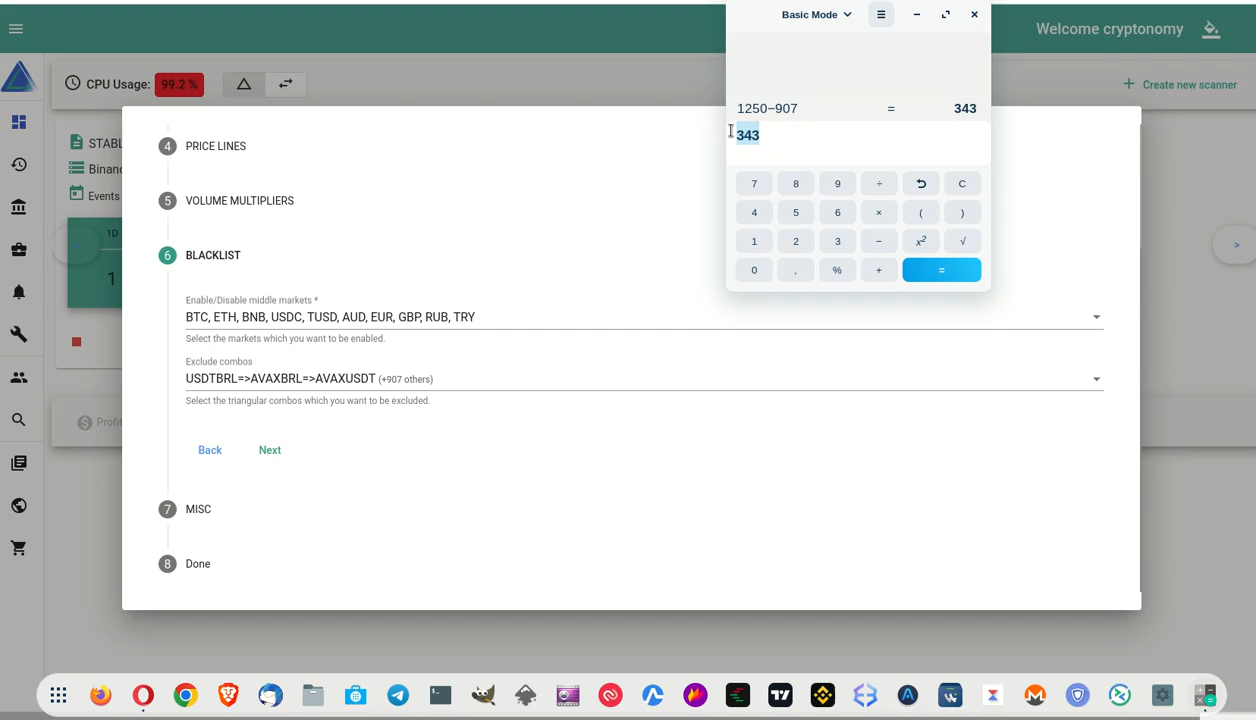 Basic Mode
Welcome cryptonomy
CPU Usage: 99.2 %
Create new scanner
1250−907 = 343
343
7 8 9 ÷ C
4 5 6 × ( )
1 2 3 − x² √
0 , % + =
STABL
Binanc
Events
1D
1
>
4 PRICE LINES
5 VOLUME MULTIPLIERS
6 BLACKLIST
Enable/Disable middle markets *
BTC, ETH, BNB, USDC, TUSD, AUD, EUR, GBP, RUB, TRY
Select the markets which you want to be enabled.
Exclude combos
USDTBRL=>AVAXBRL=>AVAXUSDT (+907 others)
Select the triangular combos which you want to be excluded.
Profit
Back Next
7 MISC
8 Done